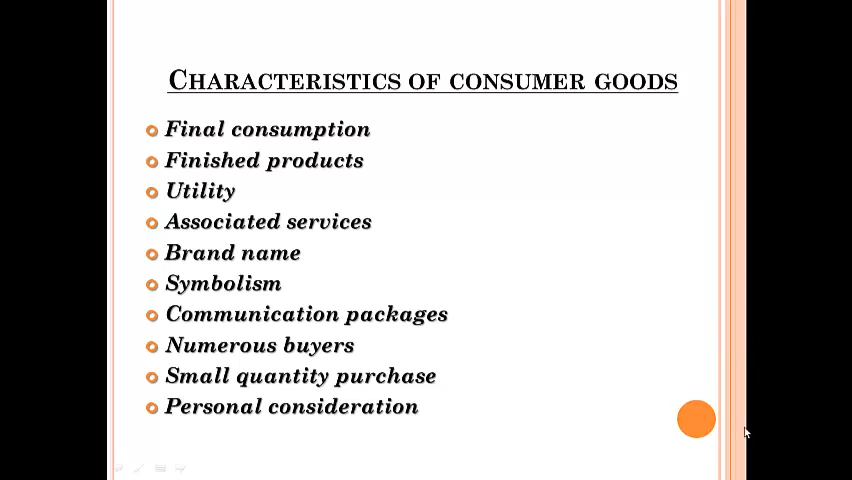 CHARACTERISTICS OF CONSUMER GOODS
Final consumption
Finished products
Utility
Associated services
Brand name
Symbolism
Communication packages
Numerous buyers
Small quantity purchase
Personal consideration